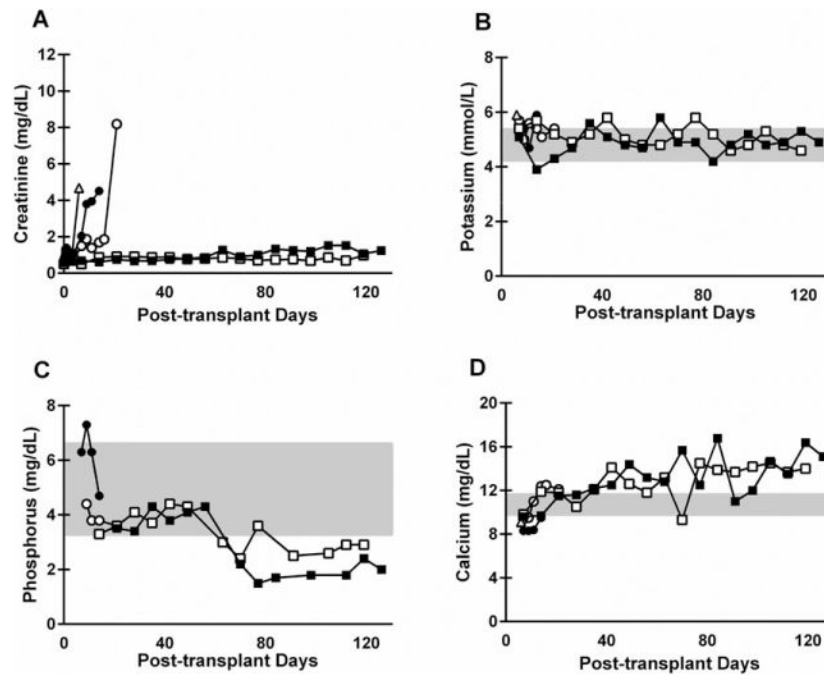 A
Creatinine (mg/dL)
12
10
8
6
4
2
0
0 40 80 120
Post-transplant Days
B
Potassium (mmol/L)
8
6
4
2
0
0 40 80 120
Post-transplant Days
C
Phosphorus (mg/dL)
8
6
4
2
0
0 40 80 120
Post-transplant Days
D
Calcium (mg/dL)
20
16
12
8
4
0
0 40 80 120
Post-transplant Days